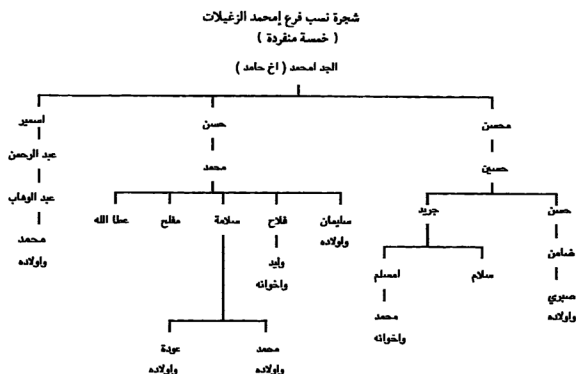 شجرة نسب فرع إمحمد الزغيلات
( خمسة منفردة )
الجد امحمد ( اخ حامد )
محسن
حسن
اسمير
حسين
محمد
عبد الرحمن
حسن
جريد
سليمان
واولاده
فلاح
سلامة
مفلح
عطا الله
عبد الوهاب
ضامن
وليد
واخوانه
محمد
واولاده
سلام
امسلم
صبري
واولاده
محمد
واخوانه
محمد
واولاده
عودة
واولاده